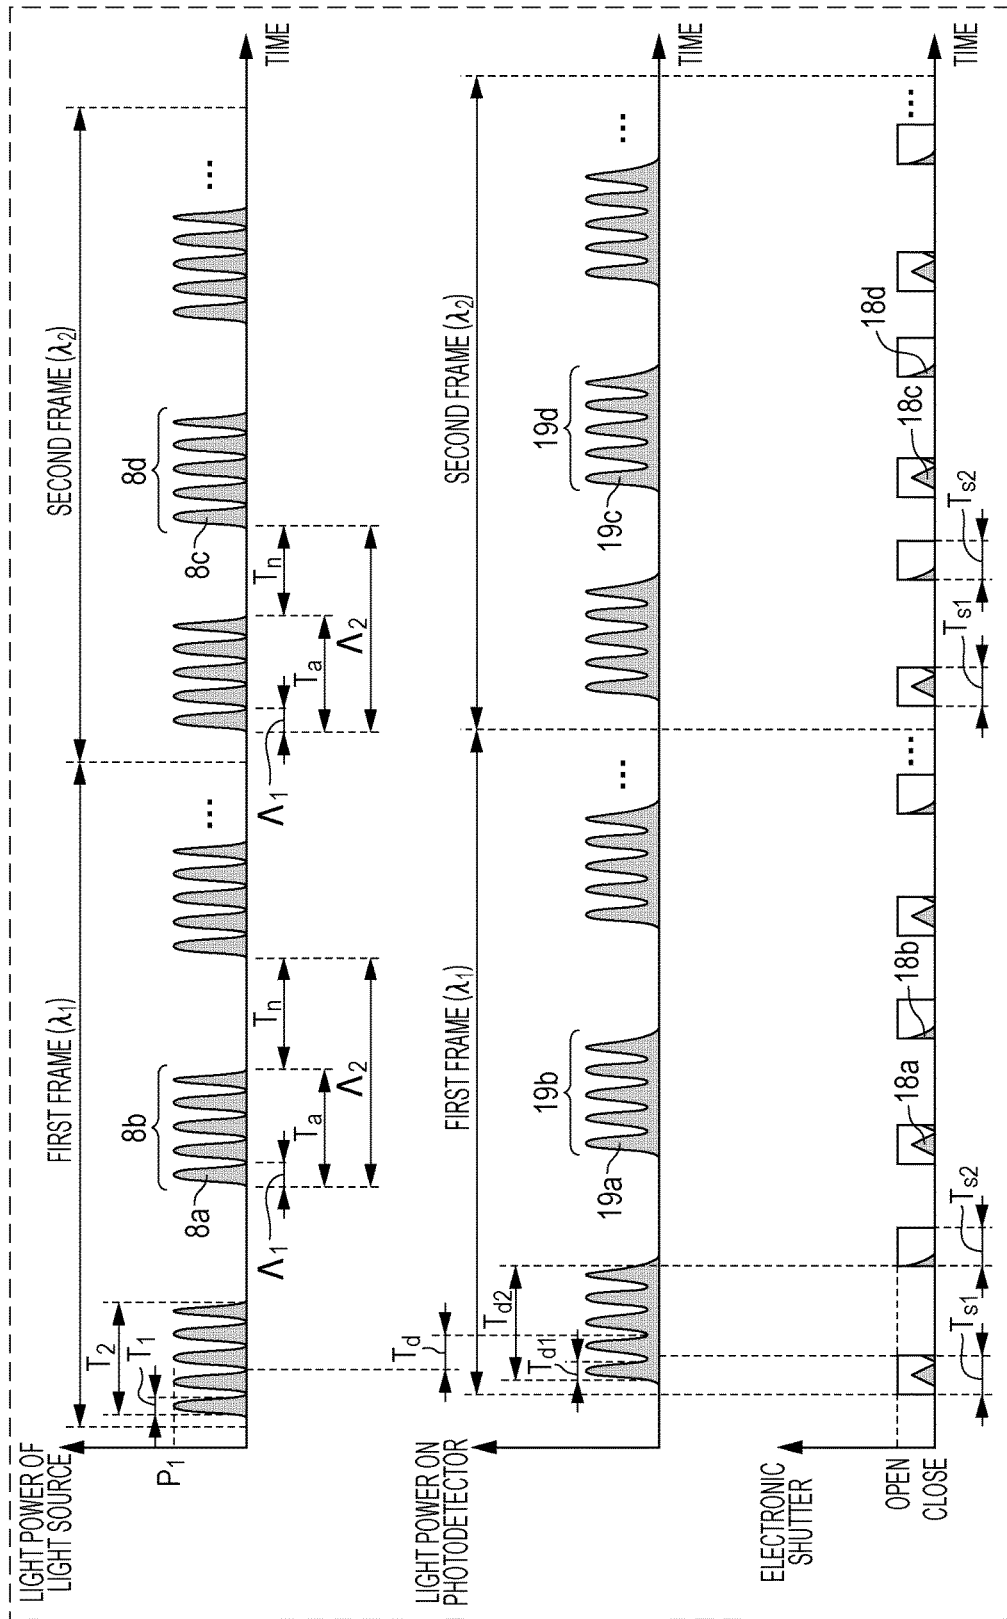 LIGHT POWER OF
LIGHT SOURCE
P1
T2
T1
FIRST FRAME (λ1)
SECOND FRAME (λ2)
8b
8a
8d
8c
...
...
TIME
Λ1
Ta
Tn
Λ2
Λ1
Ta
Tn
Λ2
Td
LIGHT POWER ON
PHOTODETECTOR
Td2
Td1
FIRST FRAME (λ1)
SECOND FRAME (λ2)
19b
19a
19d
19c
...
...
TIME
ELECTRONIC
SHUTTER
OPEN
CLOSE
Ts1
Ts2
18a
18b
Ts1
Ts2
18c
18d
...
...
TIME